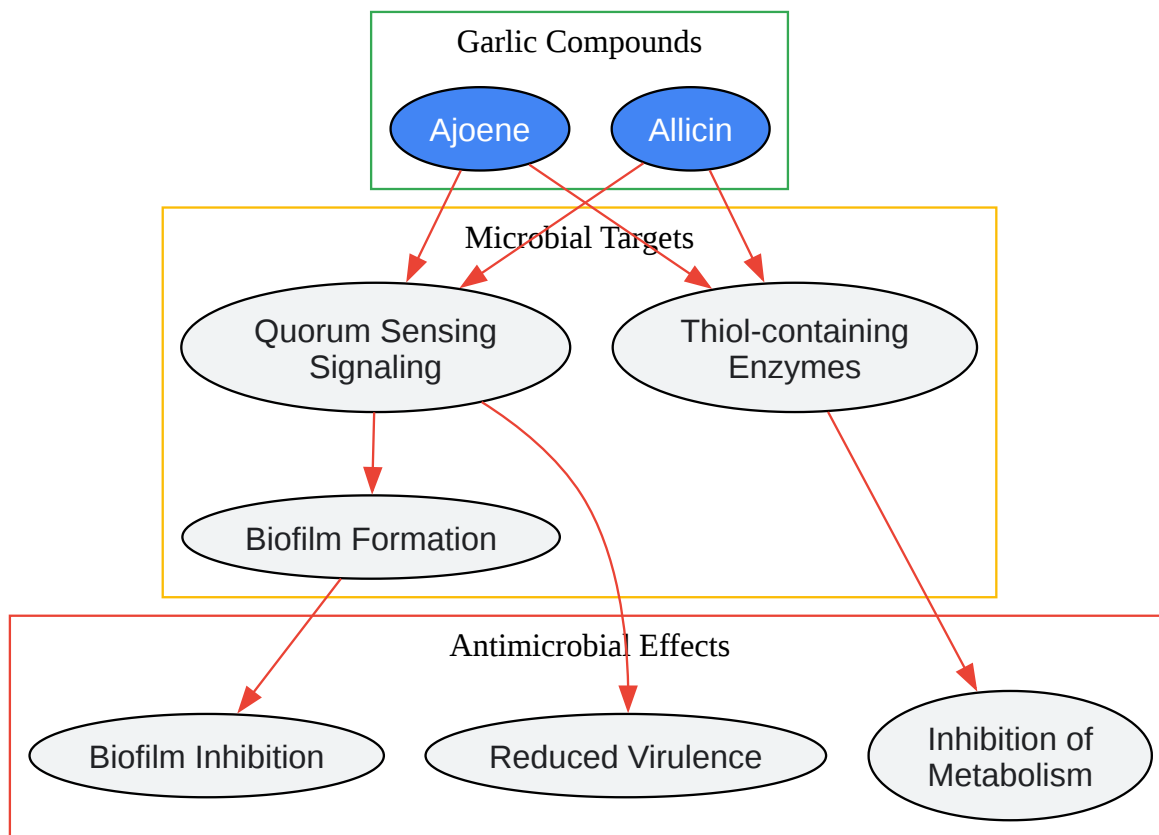 Garlic Compounds
Ajoene
Allicin
Microbial Targets
Quorum Sensing
Signaling
Thiol-containing
Enzymes
Biofilm Formation
Antimicrobial Effects
Biofilm Inhibition
Reduced Virulence
Inhibition of
Metabolism